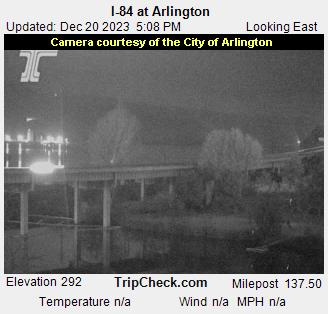 I-84 at Arlington
Updated: Dec 20 2023 5:08 PM Looking East
Camera courtesy of the City of Arlington
Elevation 292 TripCheck.com Milepost 137.50
Temperature n/a Wind n/a MPH n/a